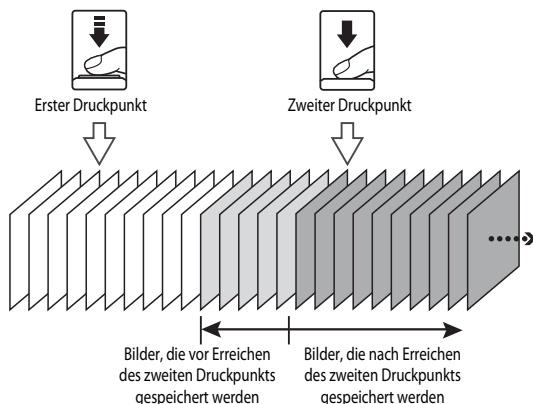 Erster Druckpunkt
Zweiter Druckpunkt
Bilder, die vor Erreichen
des zweiten Druckpunkts
gespeichert werden
Bilder, die nach Erreichen
des zweiten Druckpunkts
gespeichert werden